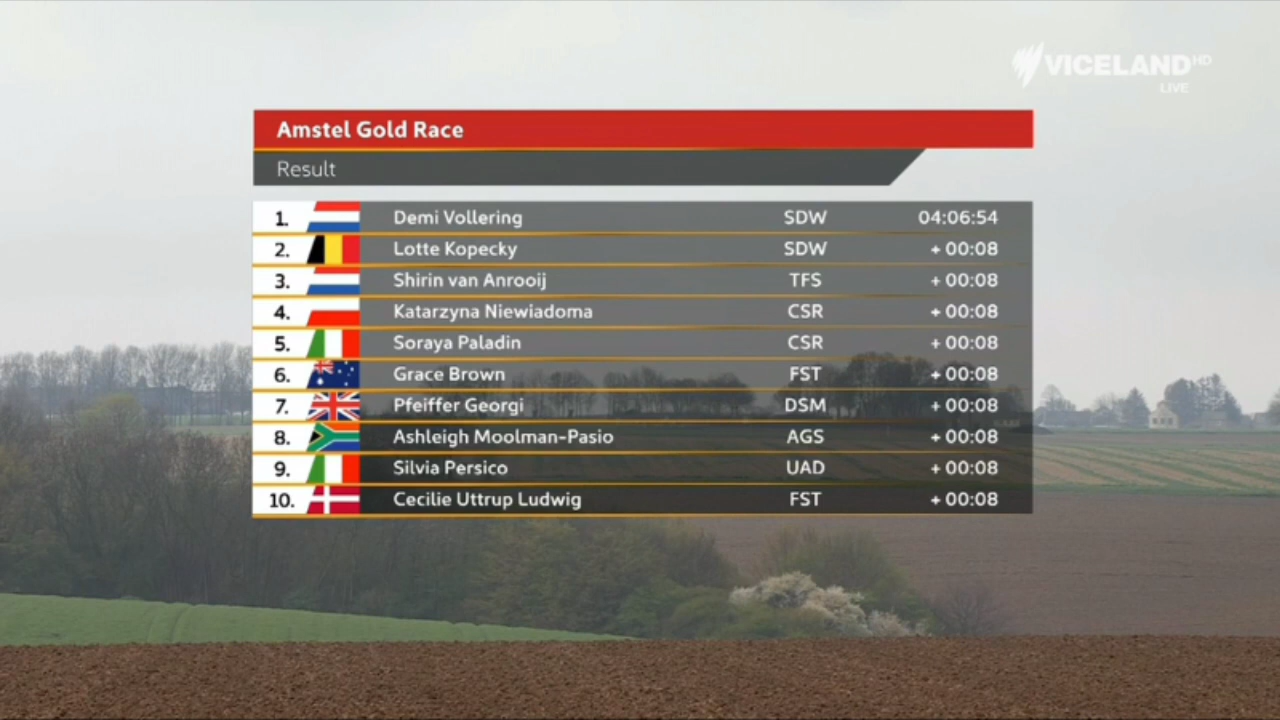 VICELAND HD
LIVE
Amstel Gold Race
Result
1. Demi Vollering SDW 04:06:54
2. Lotte Kopecky SDW + 00:08
3. Shirin van Anrooij TFS + 00:08
4. Katarzyna Niewiadoma CSR + 00:08
5. Soraya Paladin CSR + 00:08
6. Grace Brown FST + 00:08
7. Pfeiffer Georgi DSM + 00:08
8. Ashleigh Moolman-Pasio AGS + 00:08
9. Silvia Persico UAD + 00:08
10. Cecilie Uttrup Ludwig FST + 00:08